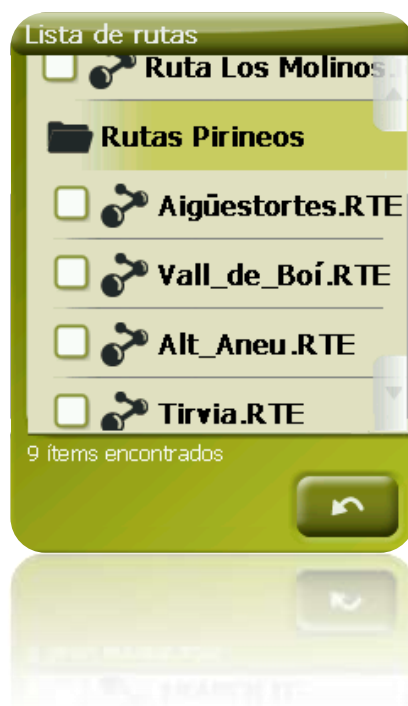 Lista de rutas
Ruta Los Molinos.
Rutas Pirineos
Aigüestortes.RTE
Vall_de_Boí.RTE
Alt_Aneu.RTE
Tirvia.RTE
9 ítems encontrados